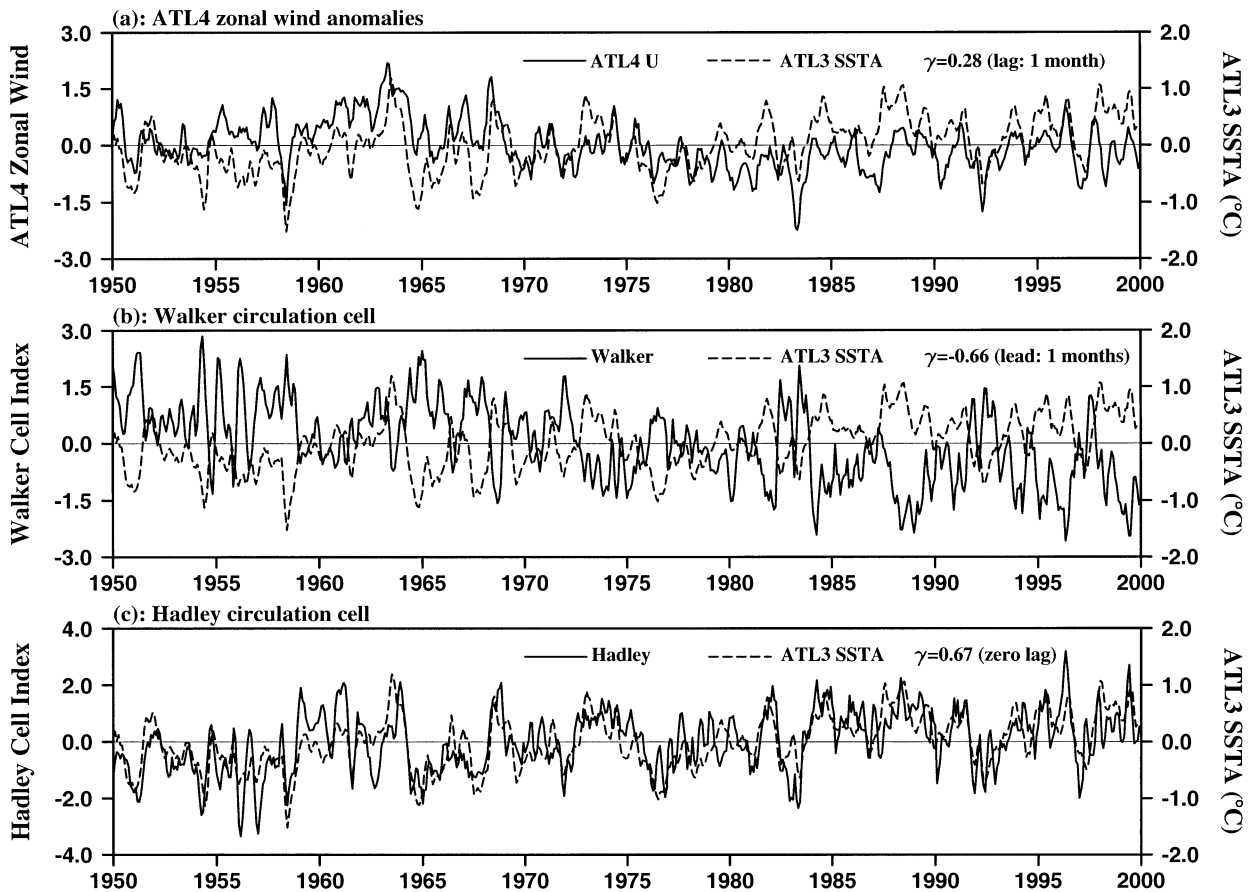 (a): ATL4 zonal wind anomalies
ATL4 Zonal Wind
3.0
1.5
0.0
-1.5
-3.0
ATL4 U
ATL3 SSTA
γ=0.28 (lag: 1 month)
2.0
1.0
0.0
-1.0
-2.0
ATL3 SSTA (°C)
1950 1955 1960 1965 1970 1975 1980 1985 1990 1995 2000
(b): Walker circulation cell
Walker Cell Index
3.0
1.5
0.0
-1.5
-3.0
Walker
ATL3 SSTA
γ=-0.66 (lead: 1 months)
2.0
1.0
0.0
-1.0
-2.0
ATL3 SSTA (°C)
1950 1955 1960 1965 1970 1975 1980 1985 1990 1995 2000
(c): Hadley circulation cell
Hadley Cell Index
4.0
2.0
0.0
-2.0
-4.0
Hadley
ATL3 SSTA
γ=0.67 (zero lag)
2.0
1.0
0.0
-1.0
-2.0
ATL3 SSTA (°C)
1950 1955 1960 1965 1970 1975 1980 1985 1990 1995 2000